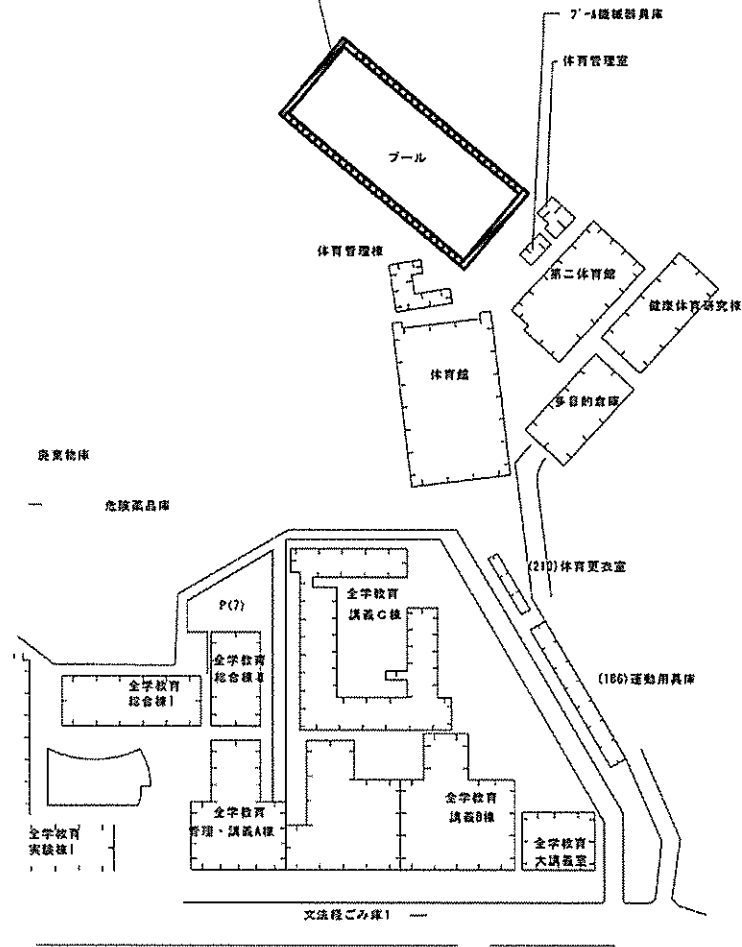 プール機械器具庫
体育管理室
プール
体育管理棟
第二体育館
健康体育研究棟
体育館
多目的倉庫
廃棄物庫
危険薬品庫
(210)体育更衣室
P(7)
全学教育
講義C棟
全学教育
総合棟Ⅱ
全学教育
総合棟Ⅰ
(186)運動用具庫
全学教育
管理・講義A棟
全学教育
講義B棟
全学教育
実験棟Ⅰ
全学教育
大講義室
文法経ごみ庫1